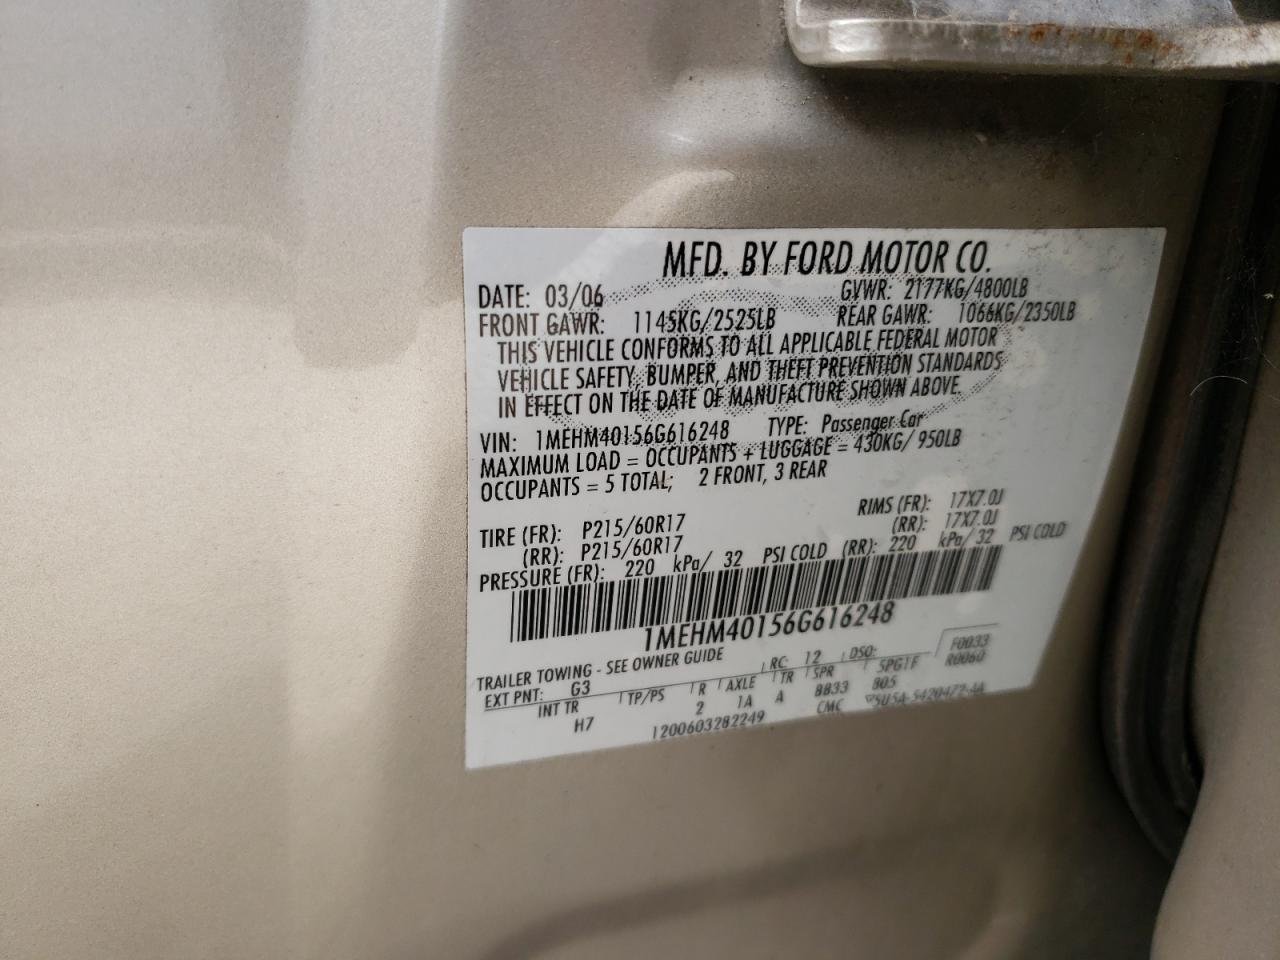 MFD. BY FORD MOTOR CO.
DATE: 03/06 GVWR: 2177KG/4800LB
FRONT GAWR: 1145KG/2525LB REAR GAWR: 1066KG/2350LB
THIS VEHICLE CONFORMS TO ALL APPLICABLE FEDERAL MOTOR
VEHICLE SAFETY, BUMPER, AND THEFT PREVENTION STANDARDS
IN EFFECT ON THE DATE OF MANUFACTURE SHOWN ABOVE.
VIN: 1MEHM40156G616248 TYPE: Passenger Car
MAXIMUM LOAD = OCCUPANTS + LUGGAGE = 430KG/ 950LB
OCCUPANTS = 5 TOTAL; 2 FRONT, 3 REAR
TIRE (FR): P215/60R17 RIMS (FR): 17X7.0J
(RR): P215/60R17 (RR): 17X7.0J
PRESSURE (FR): 220 kPa/ 32 PSI COLD (RR): 220 kPa/ 32 PSI COLD
1MEHM40156G616248
TRAILER TOWING - SEE OWNER GUIDE RC: 12 DSO: F0033
EXT PNT: G3 R0060
INT TR TP/PS R AXLE TR SPR SPG1F
H7 2 1A A BB33 805
1200603282249 CMC 5U5A-5420472-AA